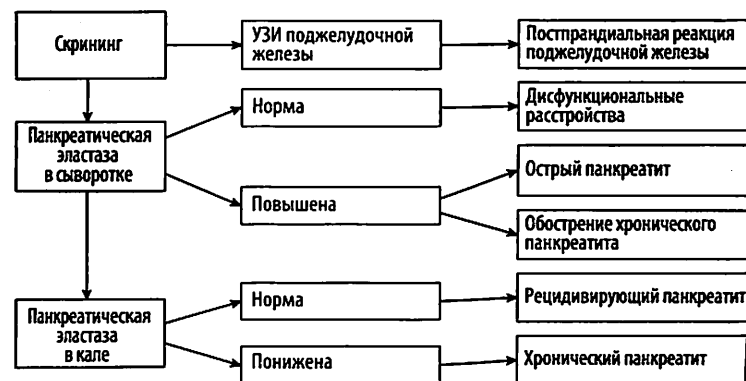 Скрининг
УЗИ поджелудочной
железы
Постпрандиальная реакция
поджелудочной железы
Панкреатическая
эластаза
в сыворотке
Норма
Дисфункциональные
расстройства
Повышена
Острый панкреатит
Обострение хронического
панкреатита
Панкреатическая
эластаза
в кале
Норма
Рецидивирующий панкреатит
Понижена
Хронический панкреатит